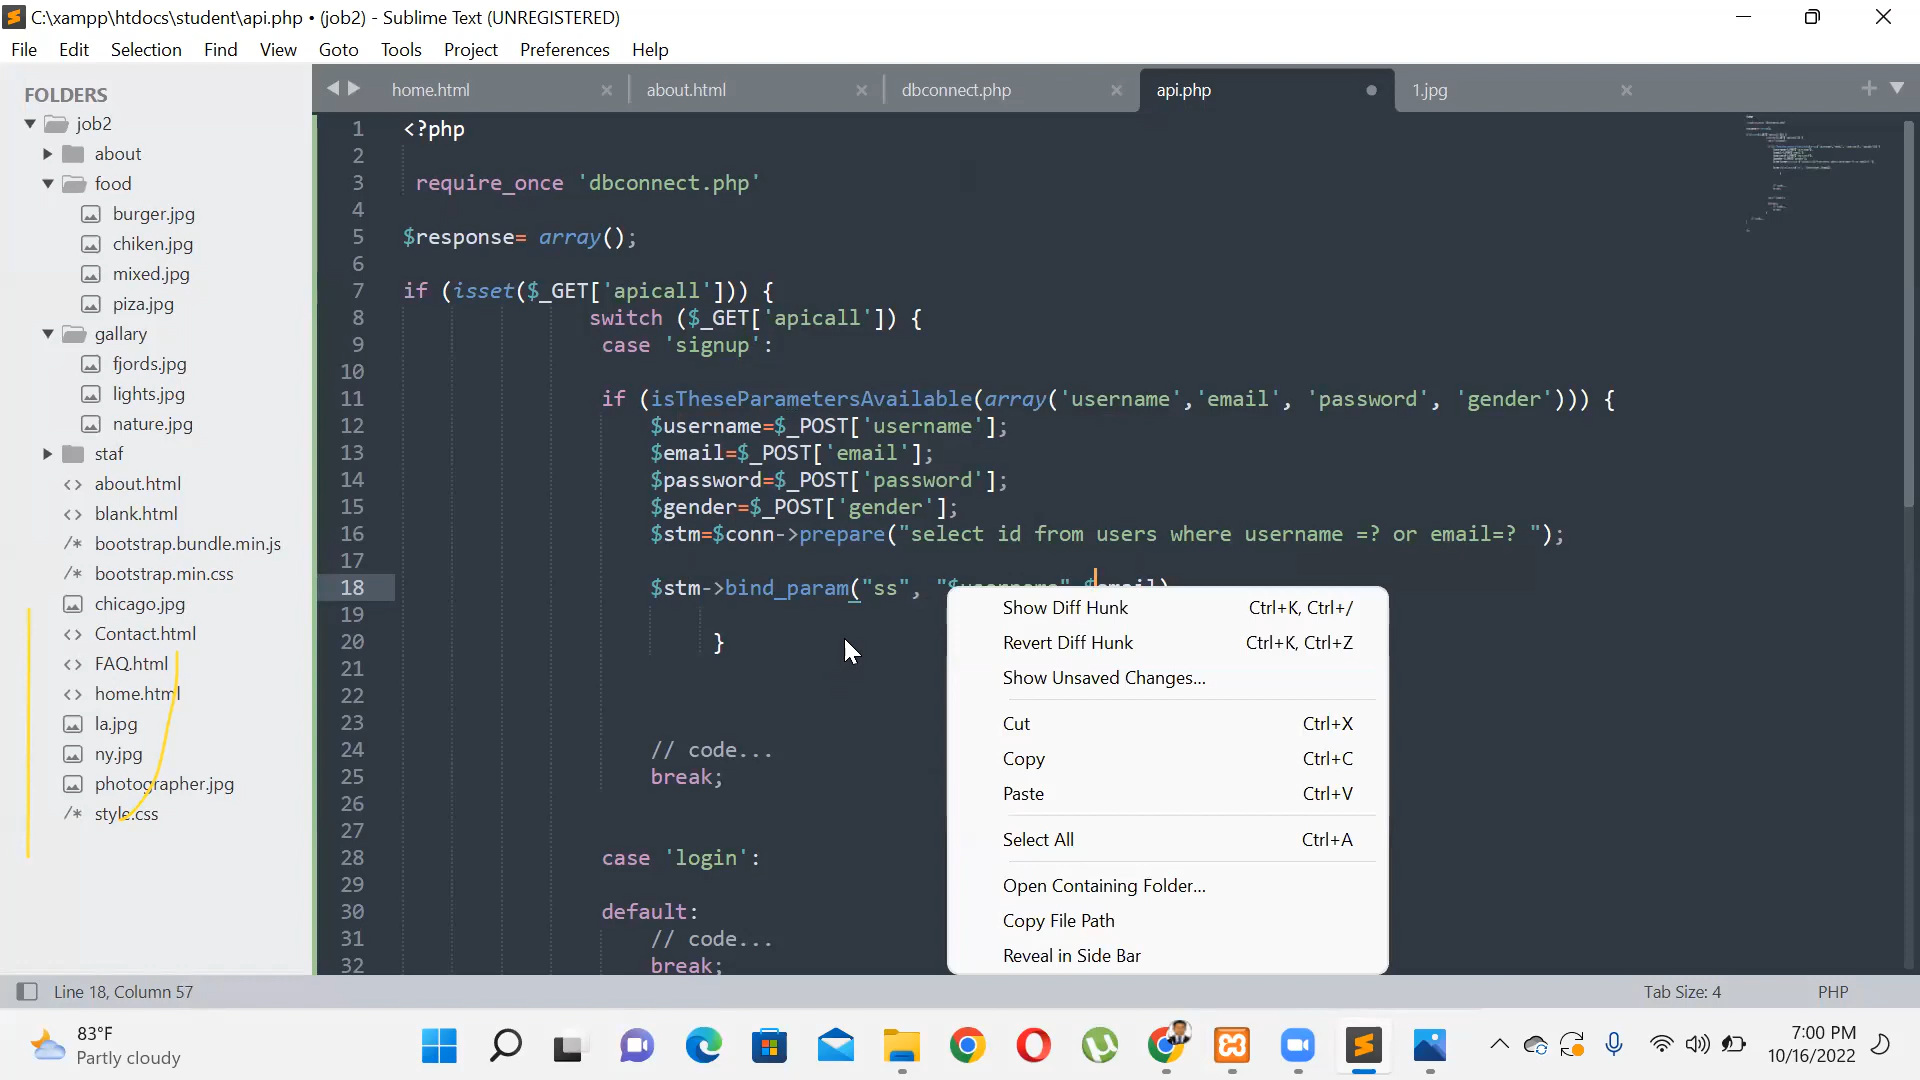 C:\xampp\htdocs\student\api.php • (job2) - Sublime Text (UNREGISTERED)
File Edit Selection Find View Goto Tools Project Preferences Help
FOLDERS
job2
about
food
burger.jpg
chiken.jpg
mixed.jpg
piza.jpg
gallary
fjords.jpg
lights.jpg
nature.jpg
staf
about.html
blank.html
bootstrap.bundle.min.js
bootstrap.min.css
chicago.jpg
Contact.html
FAQ.html
home.html
la.jpg
ny.jpg
photographer.jpg
style.css
home.html about.html dbconnect.php api.php 1.jpg
1 <?php
2
3 require_once 'dbconnect.php'
4
5 $response= array();
6
7 if (isset($_GET['apicall'])) {
8 switch ($_GET['apicall']) {
9 case 'signup':
10
11 if (isTheseParametersAvailable(array('username','email', 'password', 'gender'))) {
12 $username=$_POST['username'];
13 $email=$_POST['email'];
14 $password=$_POST['password'];
15 $gender=$_POST['gender'];
16 $stm=$conn->prepare("select id from users where username =? or email=? ");
17
18 $stm->bind_param("ss", "$username",$email)
19
20 }
21
22
23
24 // code...
25 break;
26
27
28 case 'login':
29
30 default:
31 // code...
32 break;
Show Diff Hunk Ctrl+K, Ctrl+/
Revert Diff Hunk Ctrl+K, Ctrl+Z
Show Unsaved Changes...
Cut Ctrl+X
Copy Ctrl+C
Paste Ctrl+V
Select All Ctrl+A
Open Containing Folder...
Copy File Path
Reveal in Side Bar
Line 18, Column 57 Tab Size: 4 PHP
83°F
Partly cloudy
7:00 PM
10/16/2022